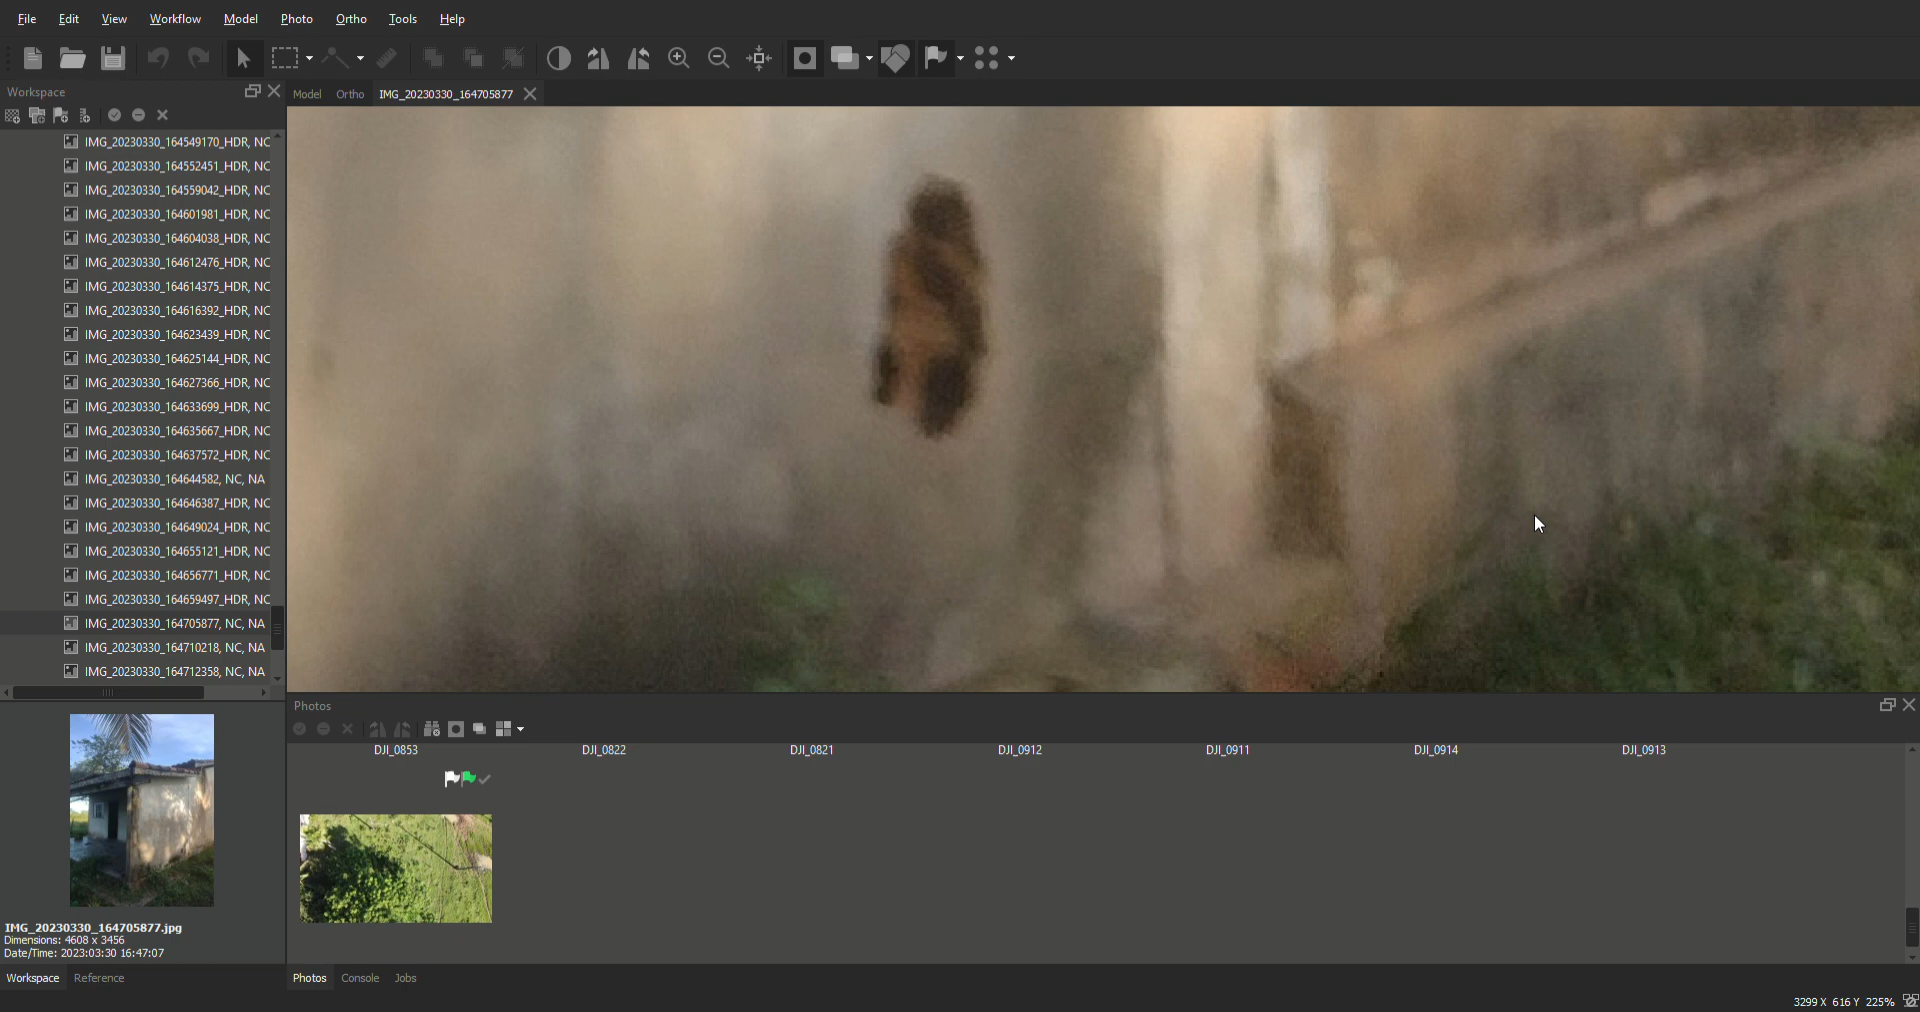 File Edit View Workflow Model Photo Ortho Tools Help
Workspace
Model Ortho IMG_20230330_164705877
IMG_20230330_164549170_HDR, NC
IMG_20230330_164552451_HDR, NC
IMG_20230330_164559042_HDR, NC
IMG_20230330_164601981_HDR, NC
IMG_20230330_164604038_HDR, NC
IMG_20230330_164612476_HDR, NC
IMG_20230330_164614375_HDR, NC
IMG_20230330_164616392_HDR, NC
IMG_20230330_164623439_HDR, NC
IMG_20230330_164625144_HDR, NC
IMG_20230330_164627366_HDR, NC
IMG_20230330_164633699_HDR, NC
IMG_20230330_164635667_HDR, NC
IMG_20230330_164637572_HDR, NC
IMG_20230330_164644582, NC, NA
IMG_20230330_164646387_HDR, NC
IMG_20230330_164649024_HDR, NC
IMG_20230330_164655121_HDR, NC
IMG_20230330_164656771_HDR, NC
IMG_20230330_164659497_HDR, NC
IMG_20230330_164705877, NC, NA
IMG_20230330_164710218, NC, NA
IMG_20230330_164712358, NC, NA
IMG_20230330_164705877.jpg
Dimensions: 4608 x 3456
Date/Time: 2023:03:30 16:47:07
Workspace Reference
Photos
DJI_0853 DJI_0822 DJI_0821 DJI_0912 DJI_0911 DJI_0914 DJI_0913
Photos Console Jobs
3299 X 616 Y 225%